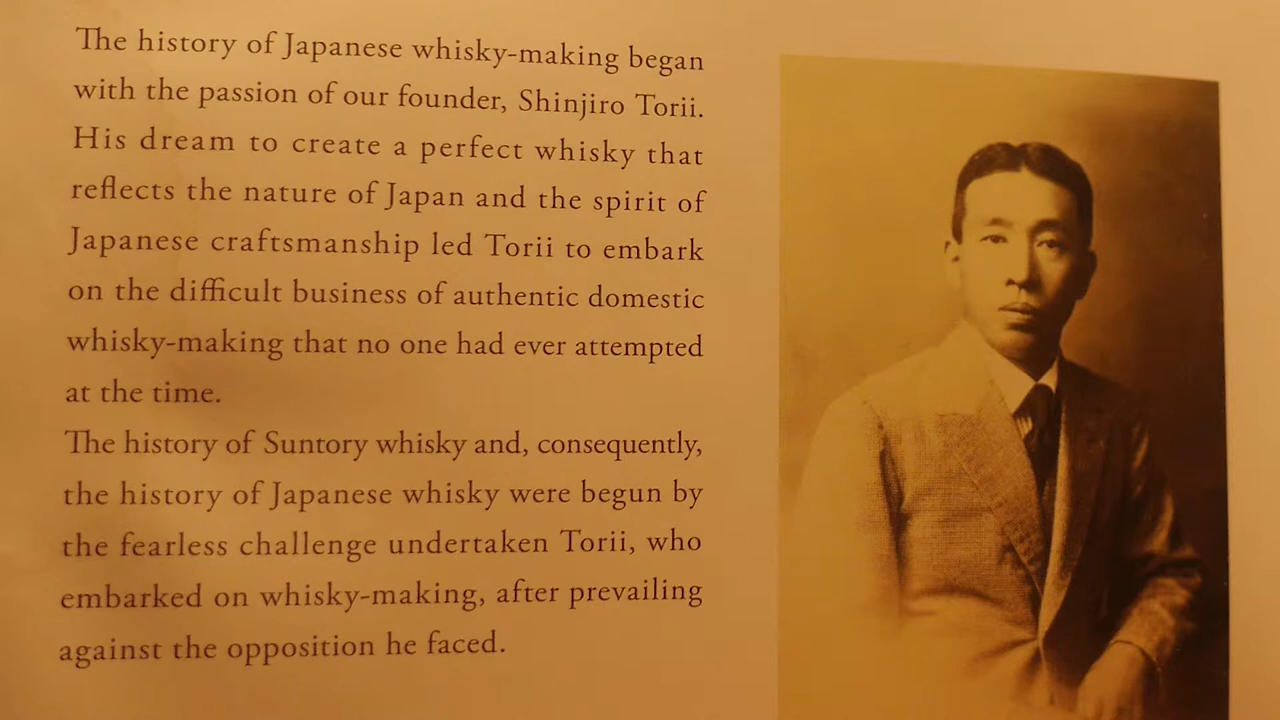 The history of Japanese whisky-making began
with the passion of our founder, Shinjiro Torii.
His dream to create a perfect whisky that
reflects the nature of Japan and the spirit of
Japanese craftsmanship led Torii to embark
on the difficult business of authentic domestic
whisky-making that no one had ever attempted
at the time.
The history of Suntory whisky and, consequently,
the history of Japanese whisky were begun by
the fearless challenge undertaken Torii, who
embarked on whisky-making, after prevailing
against the opposition he faced.